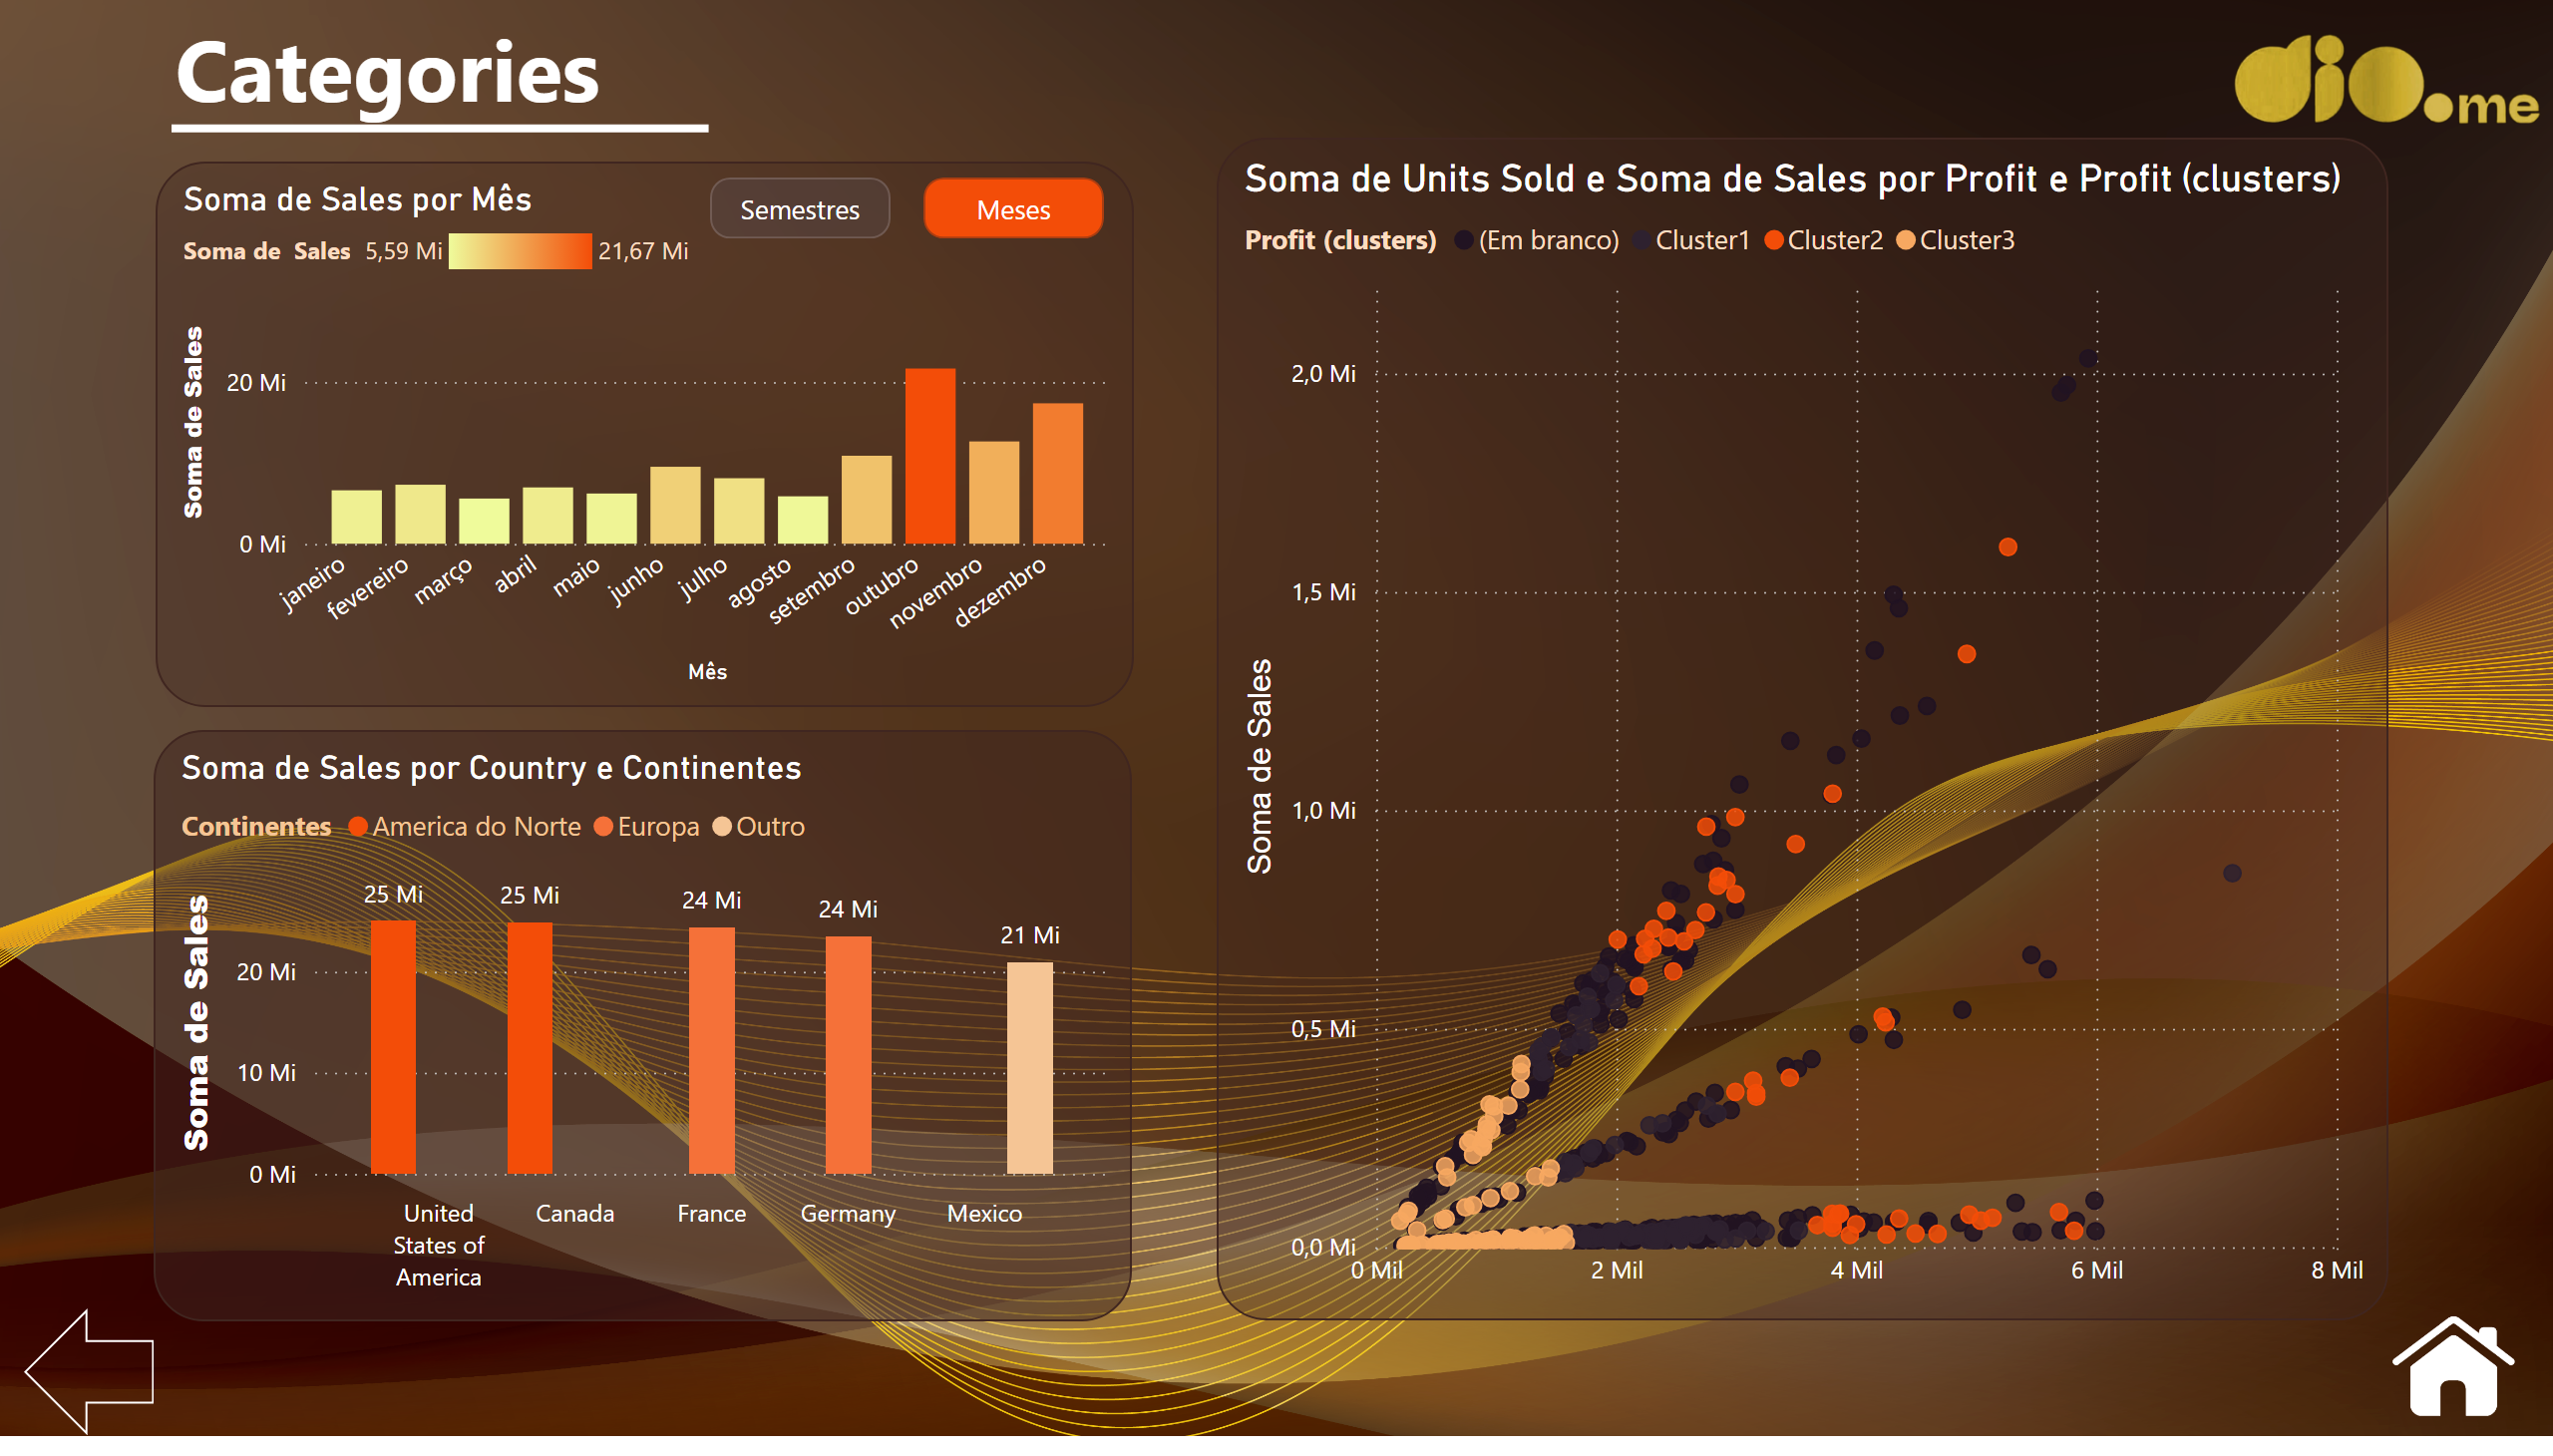 Categories
dio.me
Soma de Sales por Mês
Semestres
Meses
Soma de Sales 5,59 Mi 21,67 Mi
Soma de Sales
20 Mi
0 Mi
janeiro
fevereiro
março
abril
maio
junho
julho
agosto
setembro
outubro
novembro
dezembro
Mês
Soma de Sales por Country e Continentes
Continentes America do Norte Europa Outro
Soma de Sales
25 Mi
25 Mi
24 Mi
24 Mi
21 Mi
20 Mi
10 Mi
0 Mi
United
States of
America
Canada
France
Germany
Mexico
Soma de Units Sold e Soma de Sales por Profit e Profit (clusters)
Profit (clusters) (Em branco) Cluster1 Cluster2 Cluster3
Soma de Sales
2,0 Mi
1,5 Mi
1,0 Mi
0,5 Mi
0,0 Mi
0 Mil
2 Mil
4 Mil
6 Mil
8 Mil